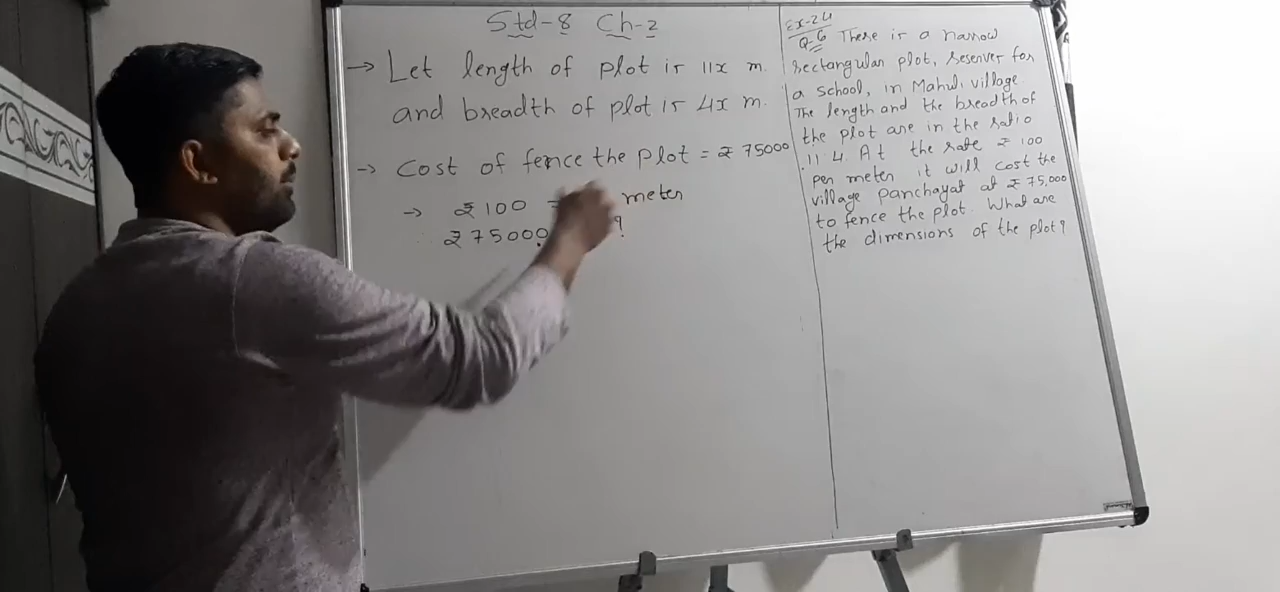 Std-8 Ch-2
→ Let length of plot is 11x m.
and breadth of plot is 4x m.
→ Cost of fence the plot = ₹ 75000
→ ₹100 = meter
∴ ₹75000 ?
Ex-2.4
Q-6 There is a narrow
rectangular plot, reserver for
a school, in Mahuli village.
The length and the breadth of
the plot are in the ratio
11:4. At the rate ₹ 100
per meter it will cost the
village panchayat at ₹ 75,000
to fence the plot. What are
the dimensions of the plot?